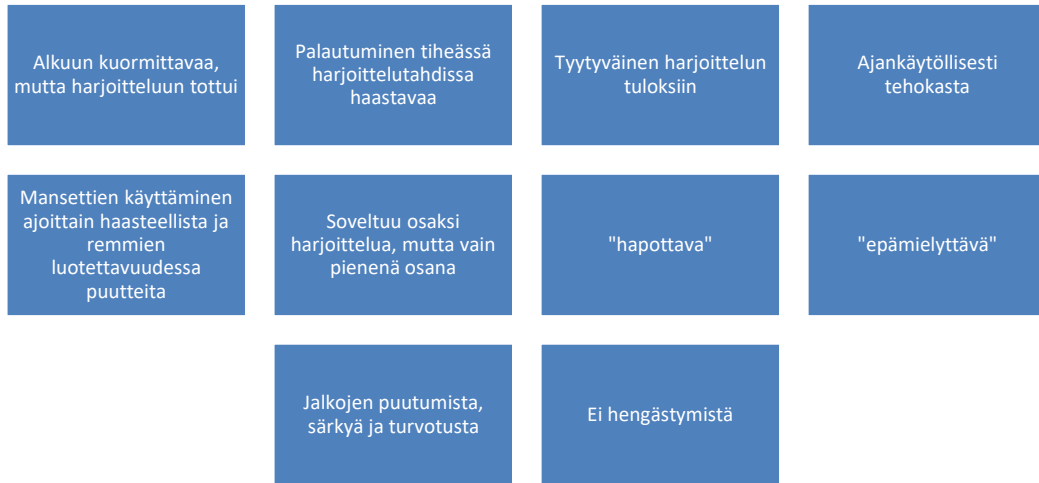 Alkuun kuormittavaa,
mutta harjoitteluun tottui
Palautuminen tiheässä
harjoittelutahdissa
haastavaa
Tyytyväinen harjoittelun
tuloksiin
Ajankäytöllisesti
tehokasta
Mansettien käyttäminen
ajoittain haasteellista ja
remmien
luotettavuudessa
puutteita
Soveltuu osaksi
harjoittelua, mutta vain
pienenä osana
"hapottava"
"epämielyttävä"
Jalkojen puutumista,
särkyä ja turvotusta
Ei hengästymistä